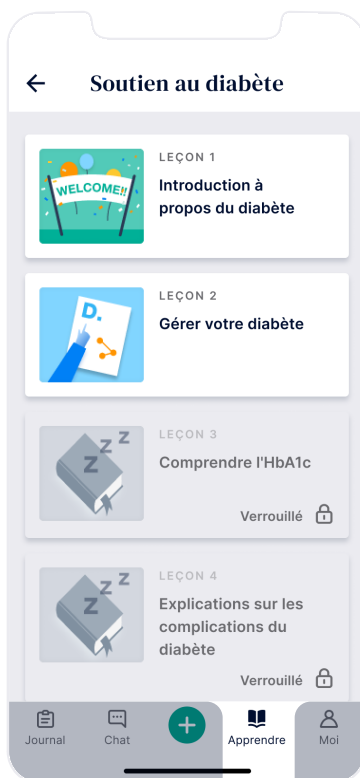 Soutien au diabète
LEÇON 1
Introduction à
propos du diabète
WELCOME!!
LEÇON 2
Gérer votre diabète
D.
LEÇON 3
Comprendre l'HbA1c
Z Z Z
Verrouillé
LEÇON 4
Explications sur les
complications du
diabète
Z Z Z
Verrouillé
Journal
Chat
Apprendre
Moi